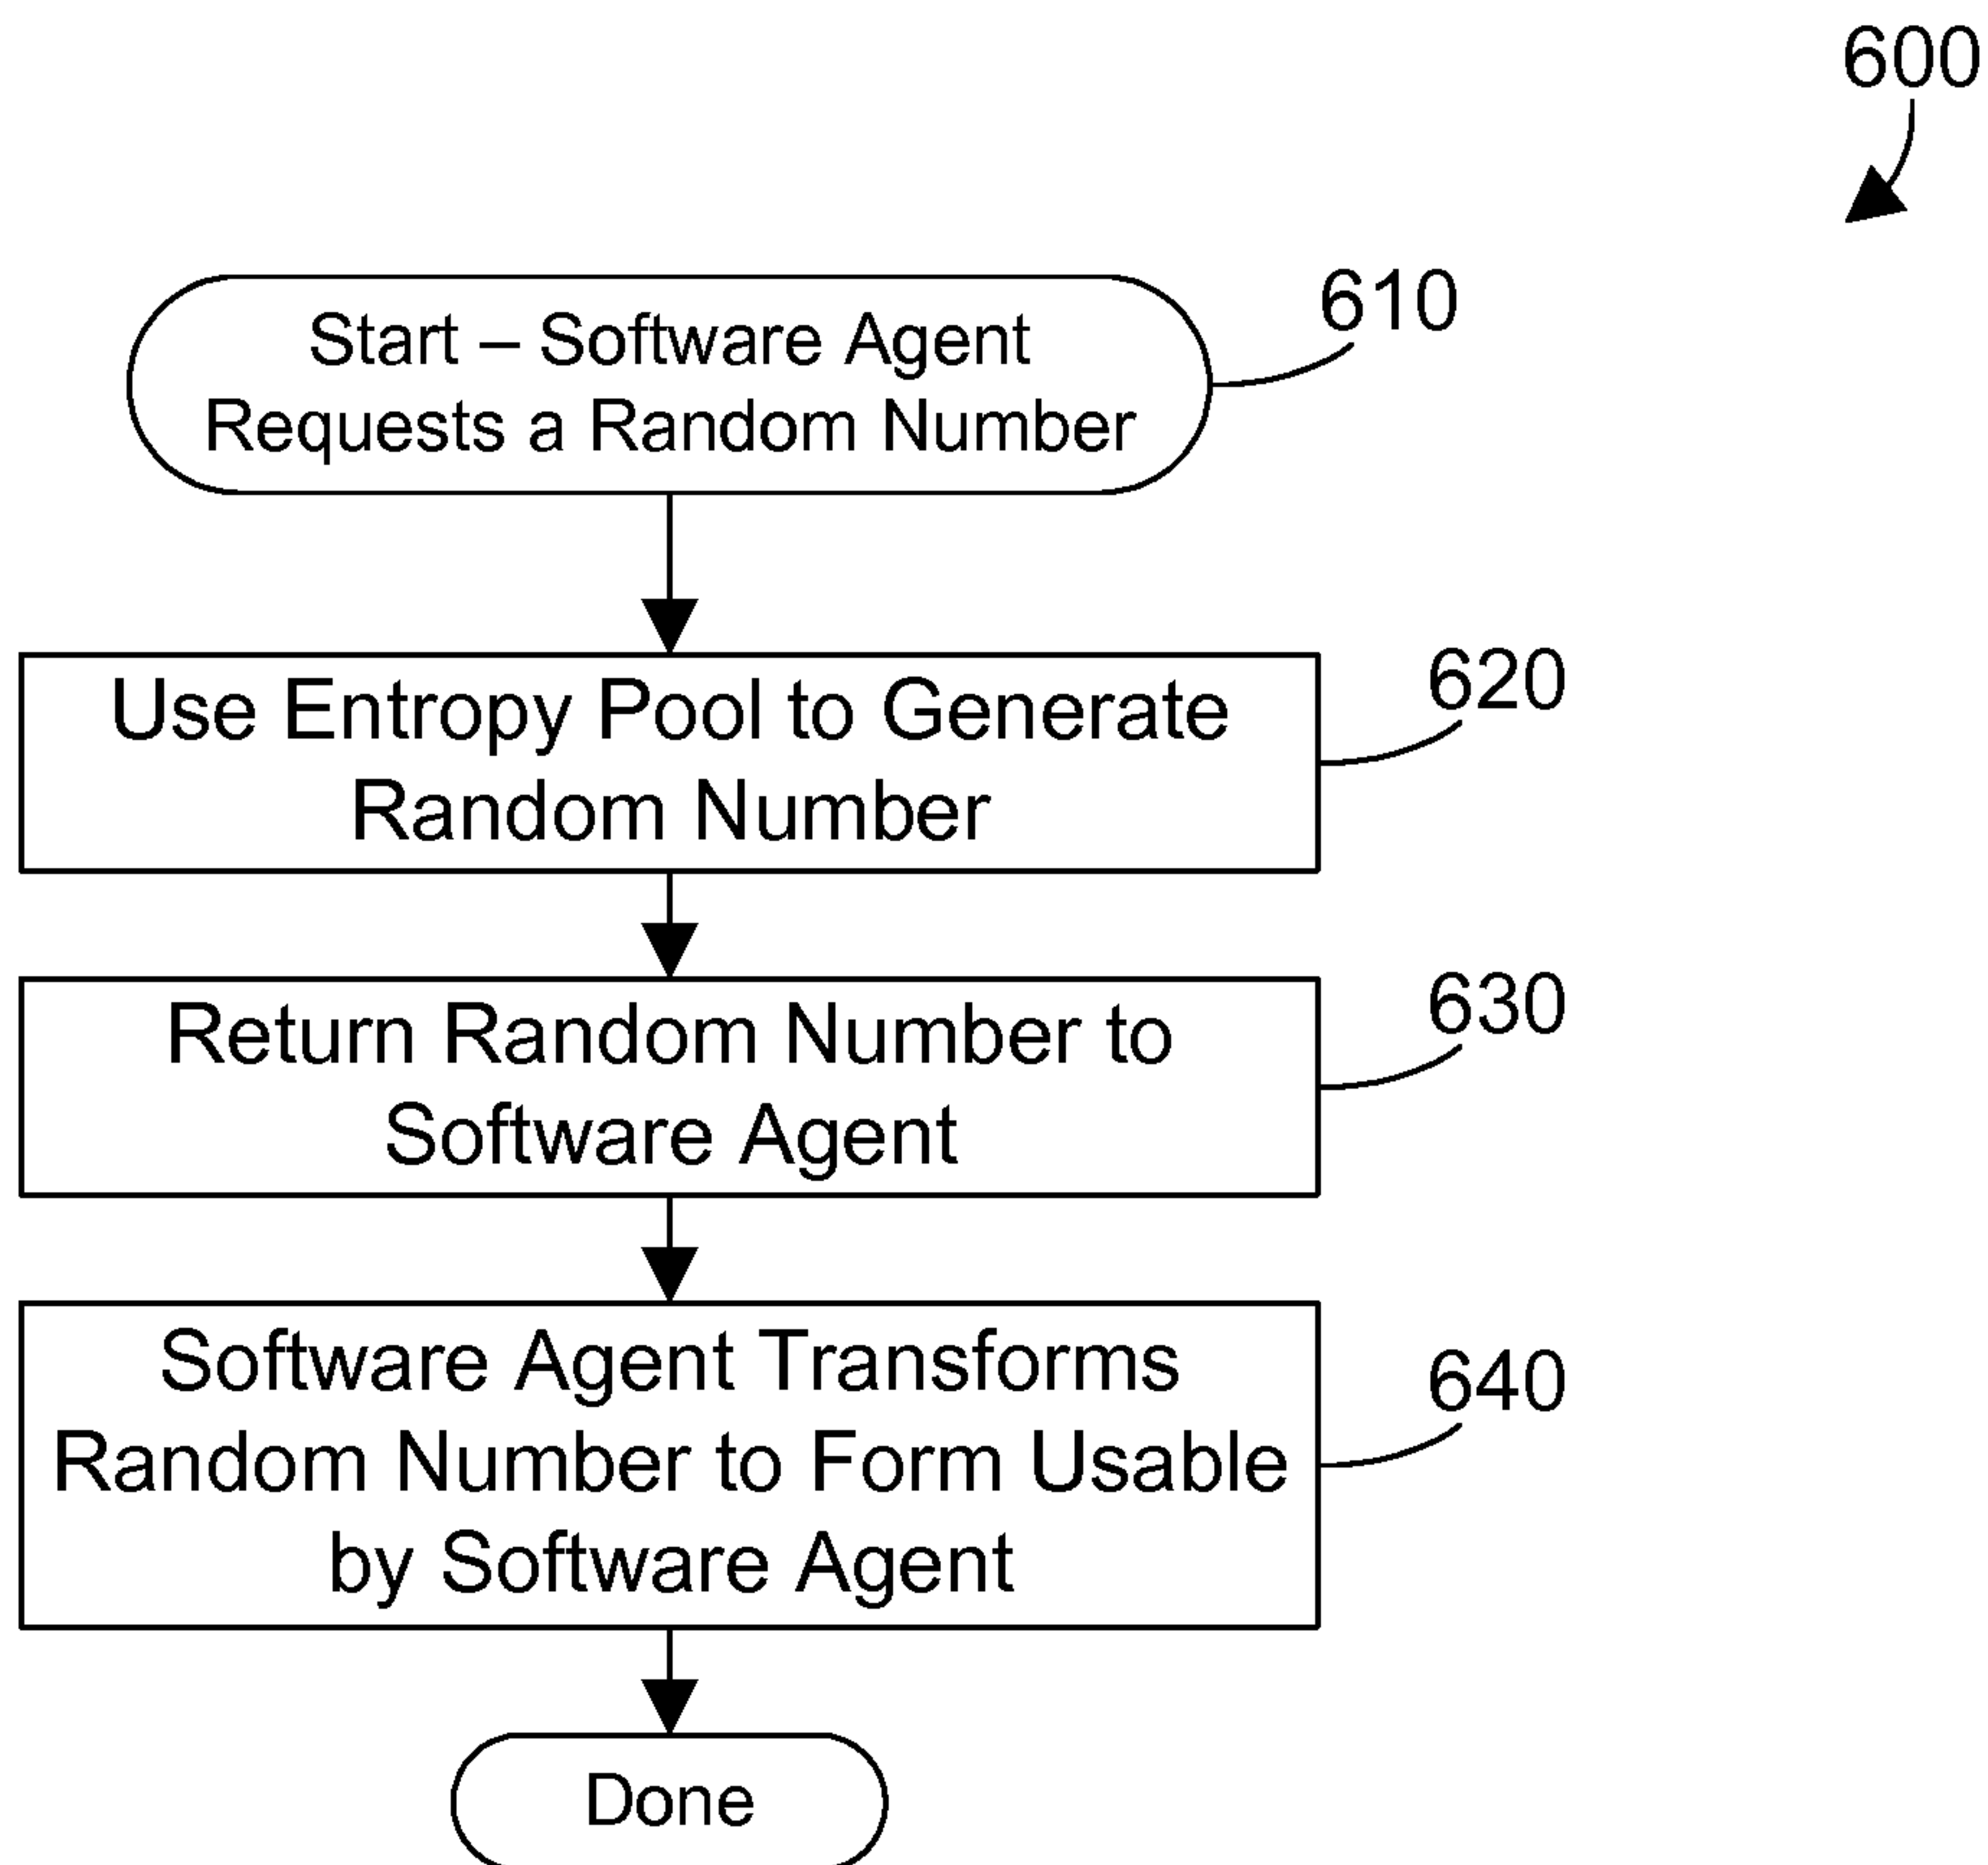 600
Start – Software Agent
Requests a Random Number
610
Use Entropy Pool to Generate
Random Number
620
Return Random Number to
Software Agent
630
Software Agent Transforms
Random Number to Form Usable
by Software Agent
640
Done